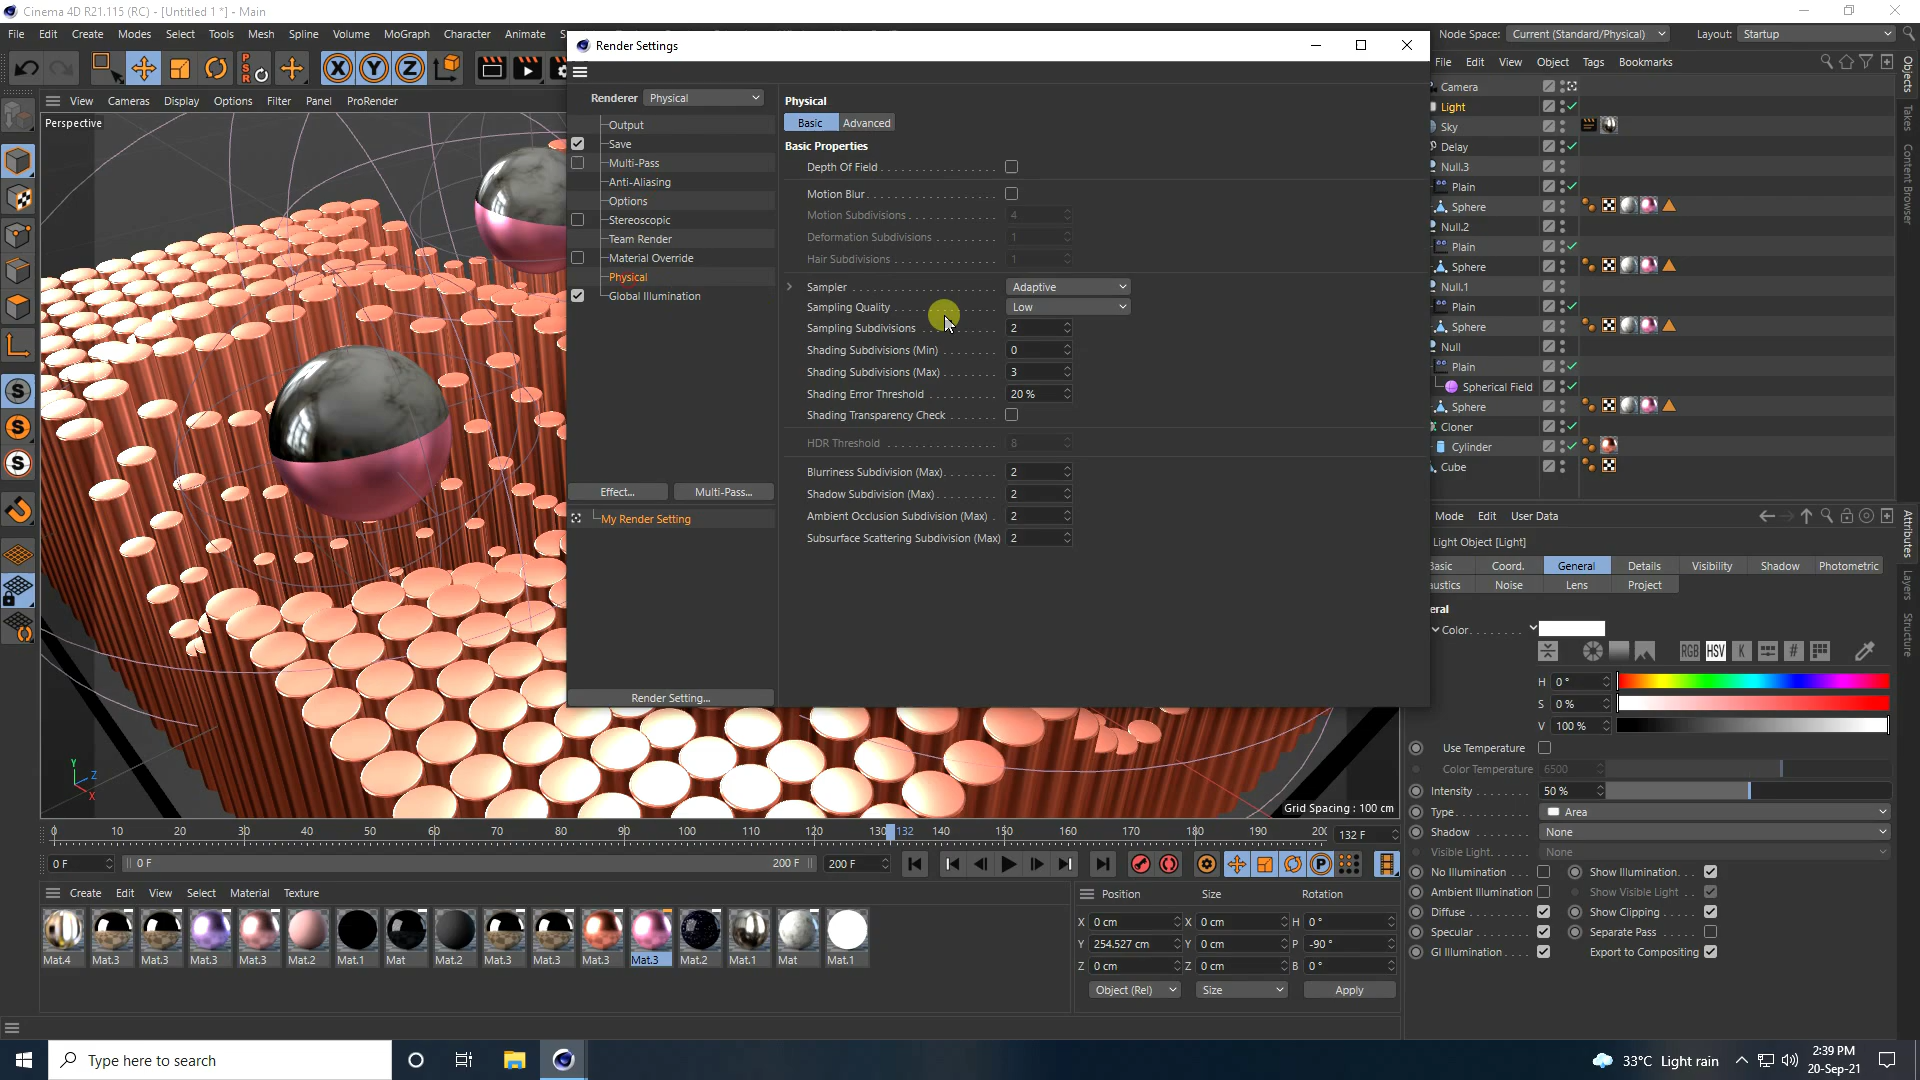 Cinema 4D R21.115 (RC) - [Untitled 1 *] - Main
File Edit Create Modes Select Tools Mesh Spline Volume MoGraph Character Animate
Node Space: Current (Standard/Physical) Layout: Startup
Render Settings
File Edit View Object Tags Bookmarks
View Cameras Display Options Filter Panel ProRender
Perspective
Renderer Physical
Output
Save
Multi-Pass
Anti-Aliasing
Options
Stereoscopic
Team Render
Material Override
Physical
Global Illumination
Effect... Multi-Pass...
My Render Setting
Render Setting...
Physical
Basic Advanced
Basic Properties
Depth Of Field
Motion Blur
Motion Subdivisions 4
Deformation Subdivisions 1
Hair Subdivisions 1
Sampler Adaptive
Sampling Quality Low
Sampling Subdivisions 2
Shading Subdivisions (Min) 0
Shading Subdivisions (Max) 3
Shading Error Threshold 20 %
Shading Transparency Check
HDR Threshold 8
Blurriness Subdivision (Max) 2
Shadow Subdivision (Max) 2
Ambient Occlusion Subdivision (Max) 2
Subsurface Scattering Subdivision (Max) 2
Camera
Light
Sky
Delay
Null.3
Plain
Sphere
Null.2
Plain
Sphere
Null.1
Plain
Sphere
Null
Plain
Spherical Field
Sphere
Cloner
Cylinder
Cube
Objects
Takes
Content Browser
Attributes
Layers
Structure
Mode Edit User Data
Light Object [Light]
Basic Coord. General Details Visibility Shadow Photometric
austics Noise Lens Project
eral
Color
RGB HSV K #
H 0 °
S 0 %
V 100 %
Use Temperature
Color Temperature 6500
Intensity 50 %
Type Area
Shadow None
Visible Light None
No Illumination Show Illumination
Ambient Illumination Show Visible Light
Diffuse Show Clipping
Specular Separate Pass
GI Illumination Export to Compositing
Y Z X
Grid Spacing : 100 cm
0 10 20 30 40 50 60 70 80 90 100 110 120 130 132 140 150 160 170 180 190 200 132 F
0 F 0 F 200 F 200 F
Create Edit View Select Material Texture
Mat.4 Mat.3 Mat.3 Mat.3 Mat.3 Mat.2 Mat.1 Mat Mat.2 Mat.3 Mat.3 Mat.3 Mat.3 Mat.2 Mat.1 Mat Mat.1
Position Size Rotation
X 0 cm X 0 cm H 0 °
Y 254.527 cm Y 0 cm P -90 °
Z 0 cm Z 0 cm B 0 °
Object (Rel) Size Apply
Type here to search
33°C Light rain
2:39 PM
20-Sep-21